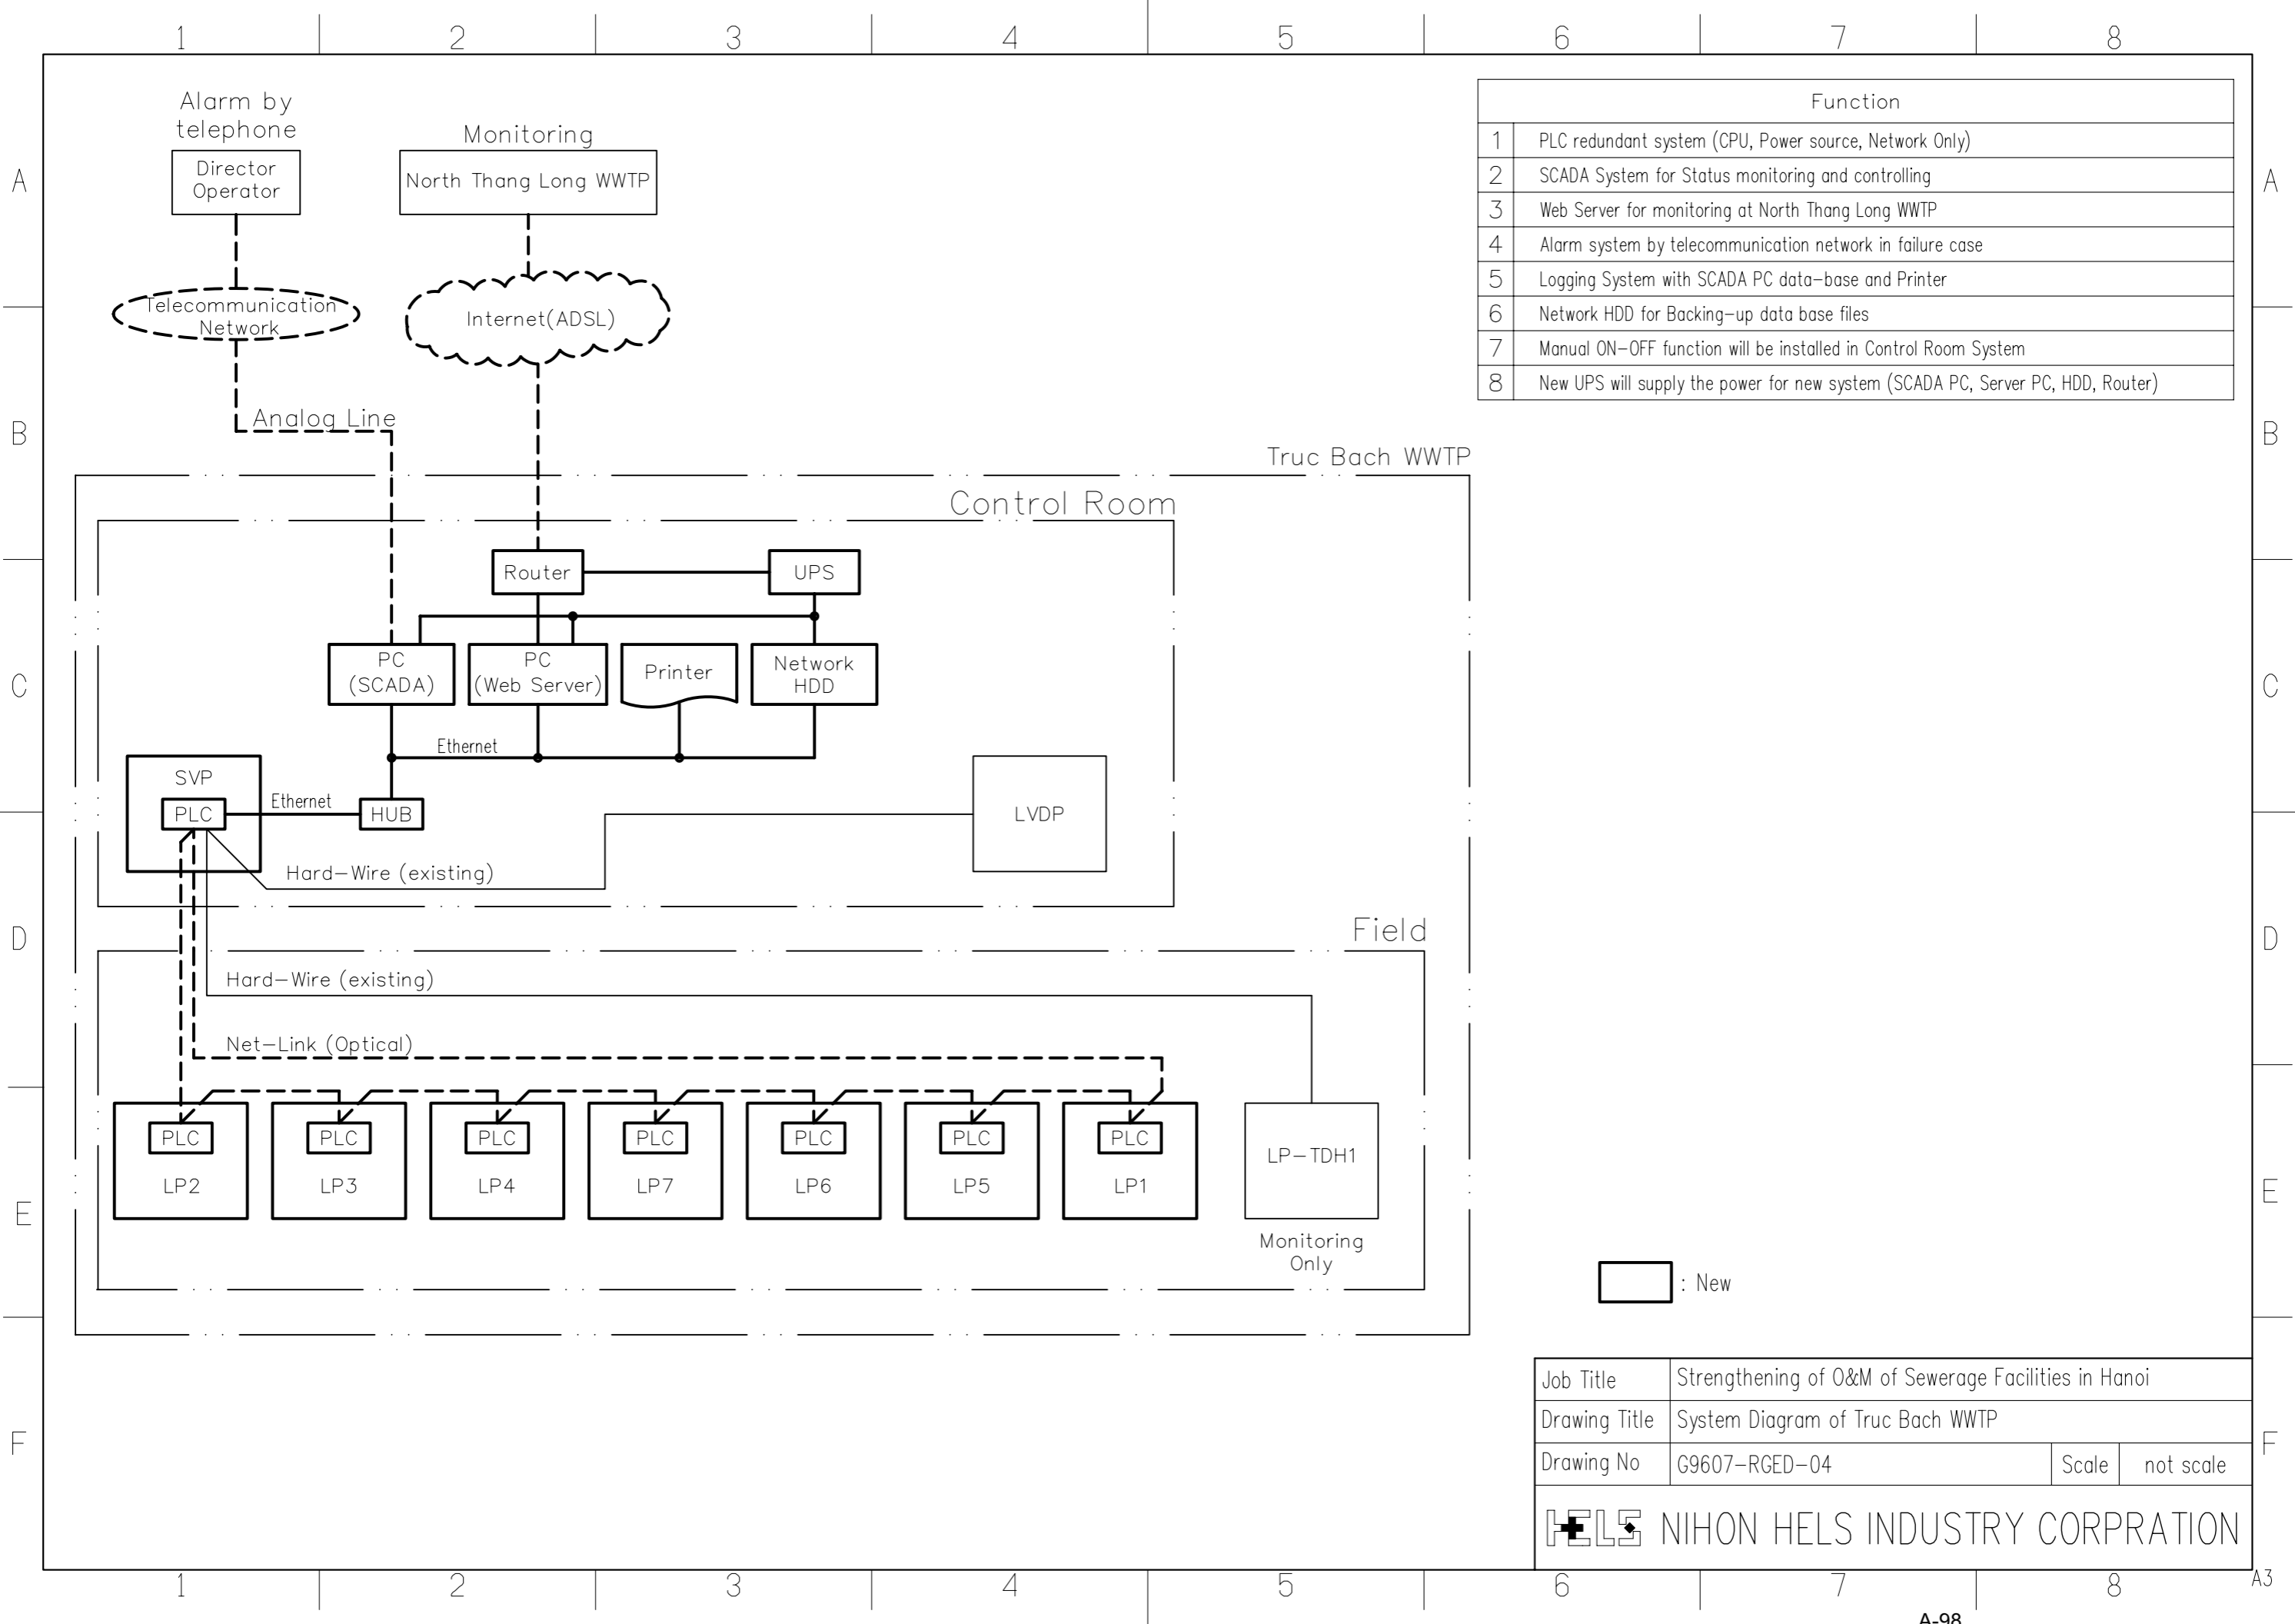 1 2 3 4 5 6 7 8
A
B
C
D
E
F
A
B
C
D
E
F
Alarm by
telephone
Director
Operator
Telecommunication
Network
Analog Line
Monitoring
North Thang Long WWTP
Internet(ADSL)
Function
1 PLC redundant system (CPU, Power source, Network Only)
2 SCADA System for Status monitoring and controlling
3 Web Server for monitoring at North Thang Long WWTP
4 Alarm system by telecommunication network in failure case
5 Logging System with SCADA PC data-base and Printer
6 Network HDD for Backing-up data base files
7 Manual ON-OFF function will be installed in Control Room System
8 New UPS will supply the power for new system (SCADA PC, Server PC, HDD, Router)
Truc Bach WWTP
Control Room
Router
UPS
PC
(SCADA)
PC
(Web Server)
Printer
Network
HDD
Ethernet
SVP
PLC
Ethernet
HUB
LVDP
Hard-Wire (existing)
Field
Hard-Wire (existing)
Net-Link (Optical)
PLC PLC PLC PLC PLC PLC PLC
LP2 LP3 LP4 LP7 LP6 LP5 LP1
LP-TDH1
Monitoring
Only
: New
Job Title Strengthening of O&M of Sewerage Facilities in Hanoi
Drawing Title System Diagram of Truc Bach WWTP
Drawing No G9607-RGED-04 Scale not scale
HELS NIHON HELS INDUSTRY CORPRATION
1 2 3 4 5 6 7 8
A3
A-98